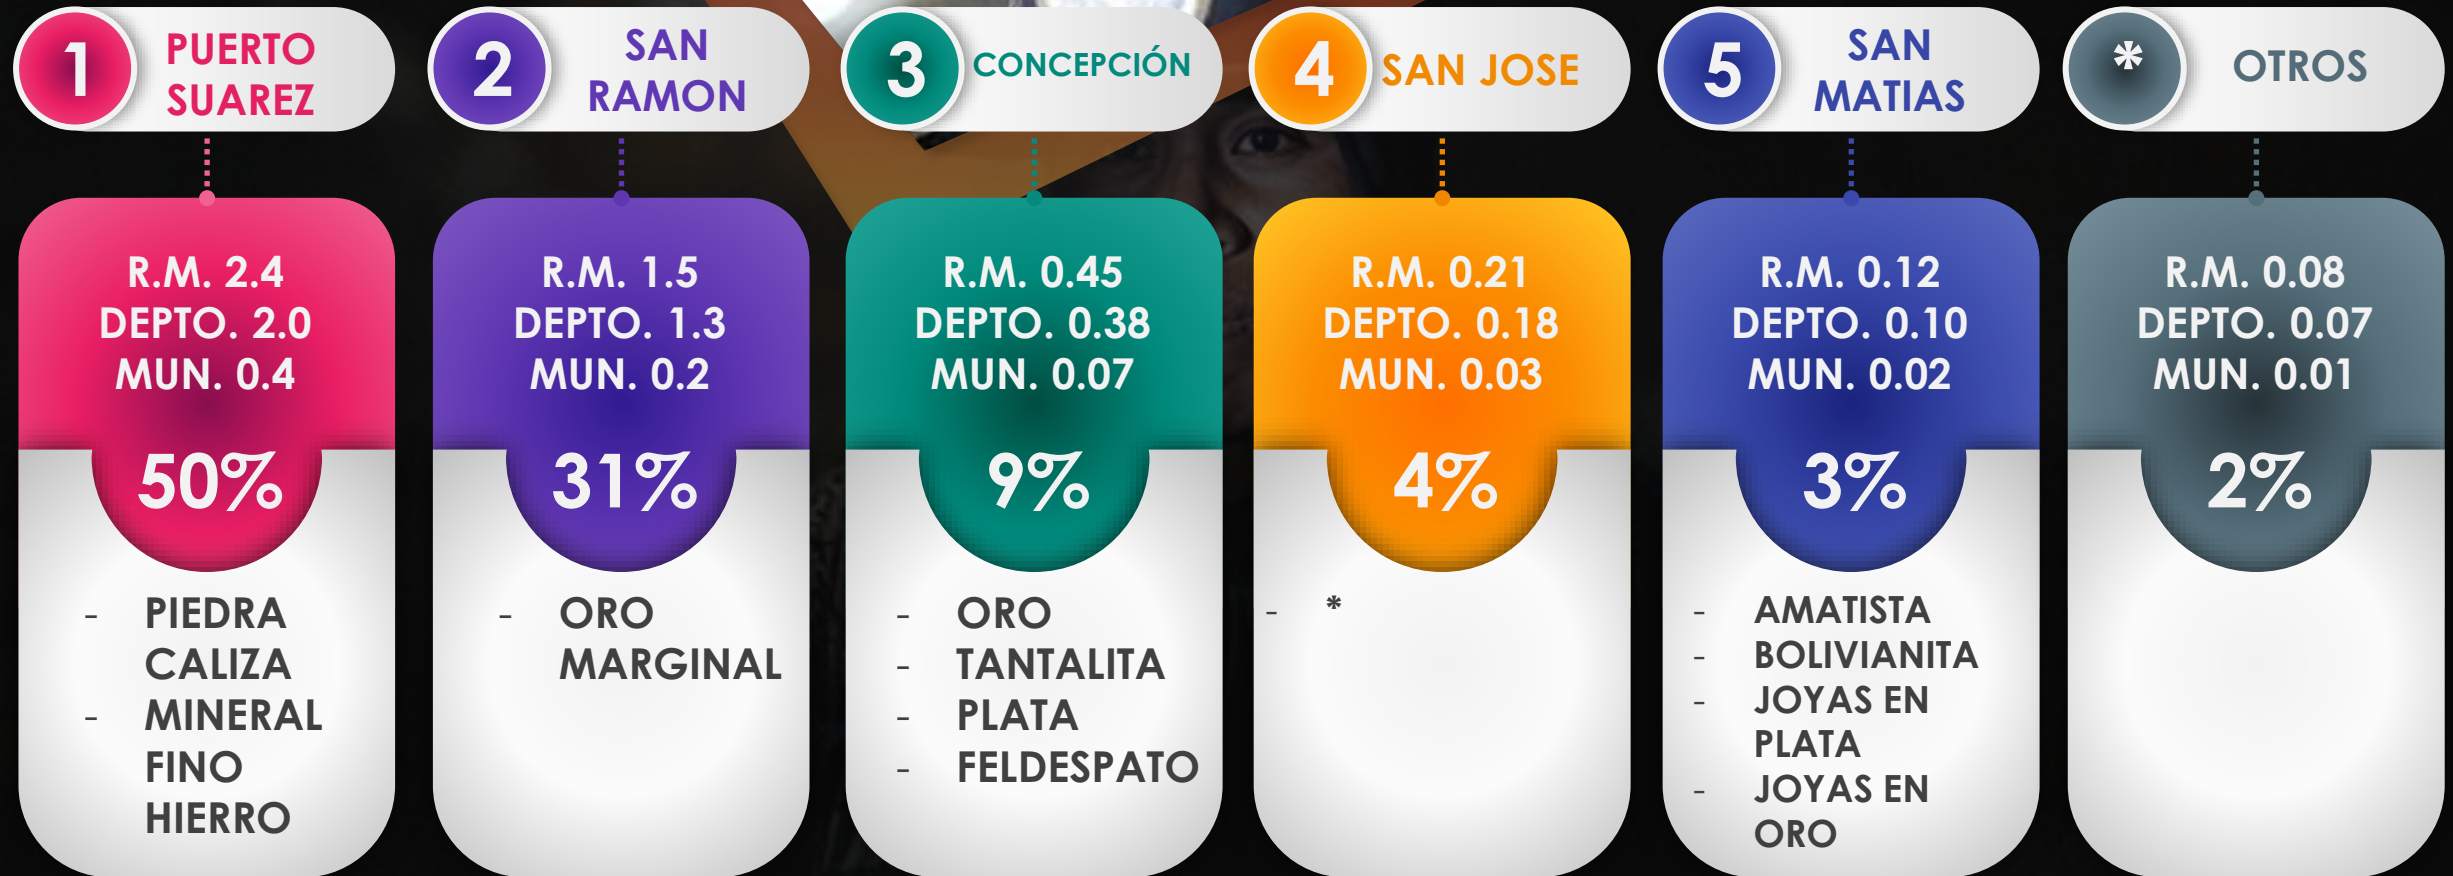 1
PUERTO
SUAREZ
R.M. 2.4
DEPTO. 2.0
MUN. 0.4
50%
- PIEDRA
CALIZA
- MINERAL
FINO
HIERRO
2
SAN
RAMON
R.M. 1.5
DEPTO. 1.3
MUN. 0.2
31%
- ORO
MARGINAL
3
CONCEPCIÓN
R.M. 0.45
DEPTO. 0.38
MUN. 0.07
9%
- ORO
- TANTALITA
- PLATA
- FELDESPATO
4
SAN JOSE
R.M. 0.21
DEPTO. 0.18
MUN. 0.03
4%
- *
5
SAN
MATIAS
R.M. 0.12
DEPTO. 0.10
MUN. 0.02
3%
- AMATISTA
- BOLIVIANITA
- JOYAS EN
PLATA
- JOYAS EN
ORO
*
OTROS
R.M. 0.08
DEPTO. 0.07
MUN. 0.01
2%